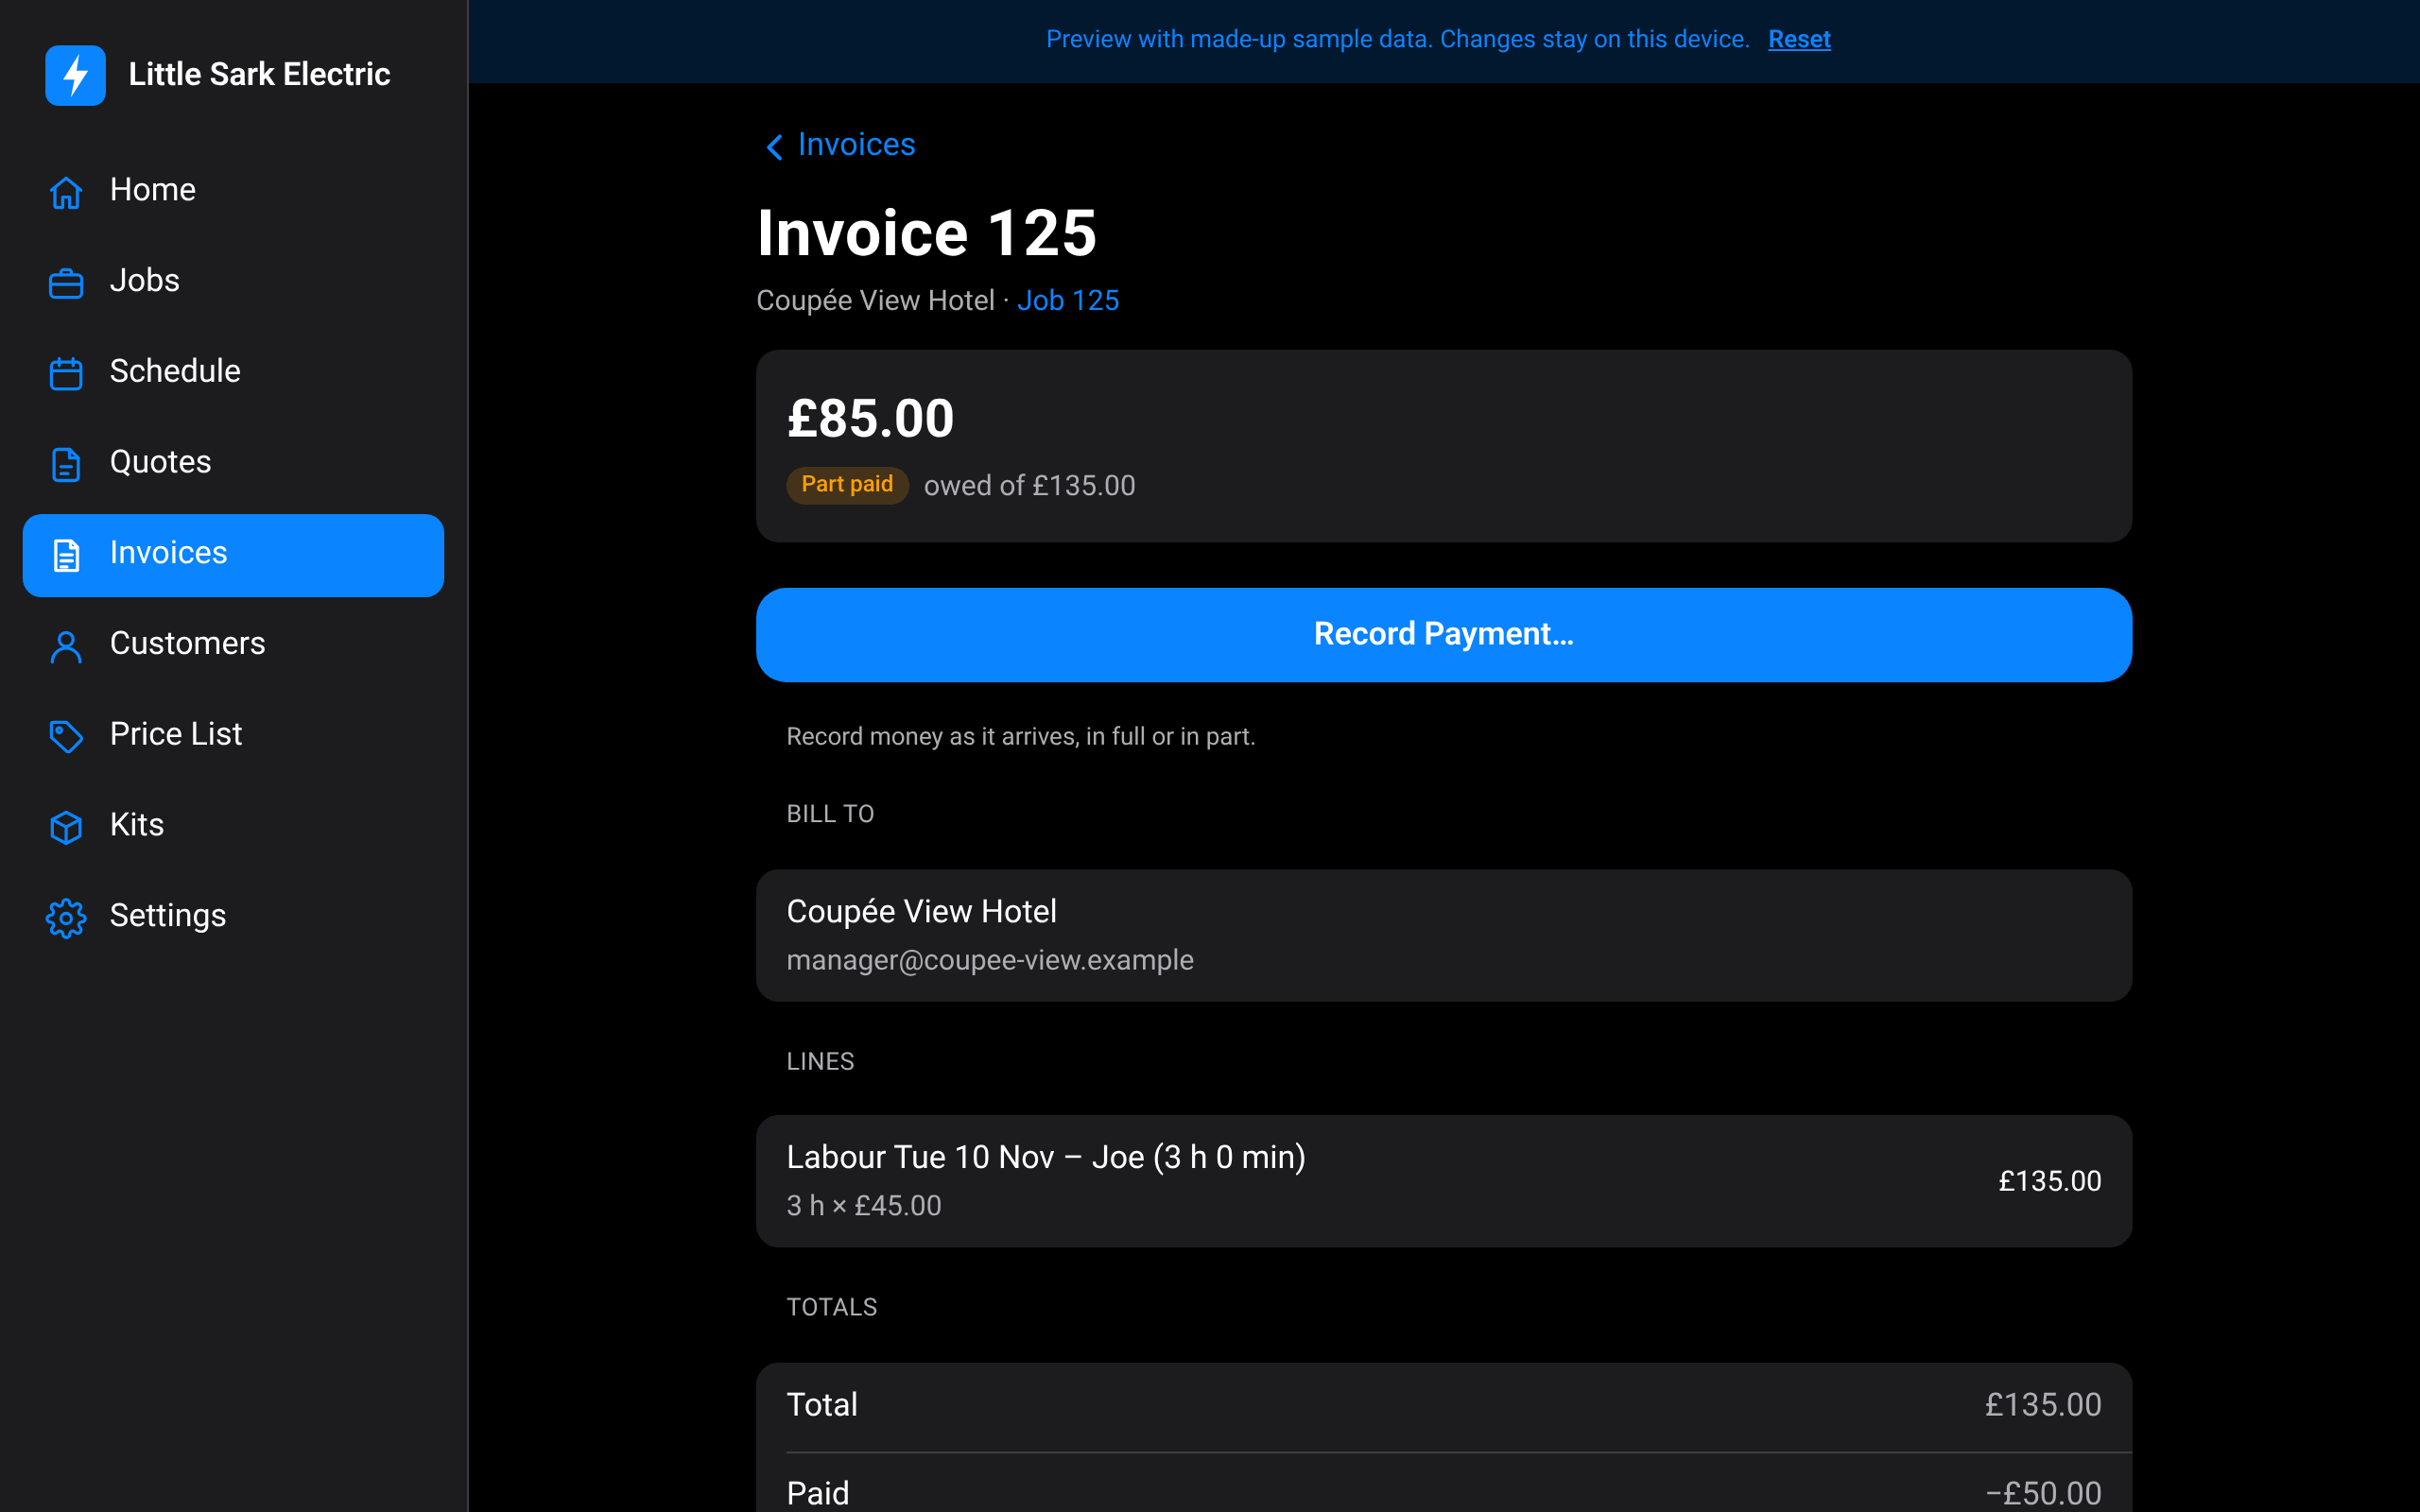 Little Sark Electric
Home
Jobs
Schedule
Quotes
Invoices
Customers
Price List
Kits
Settings
Preview with made-up sample data. Changes stay on this device. Reset
Invoices
Invoice 125
Coupée View Hotel · Job 125
£85.00
Part paid owed of £135.00
Record Payment...
Record money as it arrives, in full or in part.
BILL TO
Coupée View Hotel
manager@coupee-view.example
LINES
Labour Tue 10 Nov – Joe (3 h 0 min)
3 h × £45.00
£135.00
TOTALS
Total £135.00
Paid −£50.00